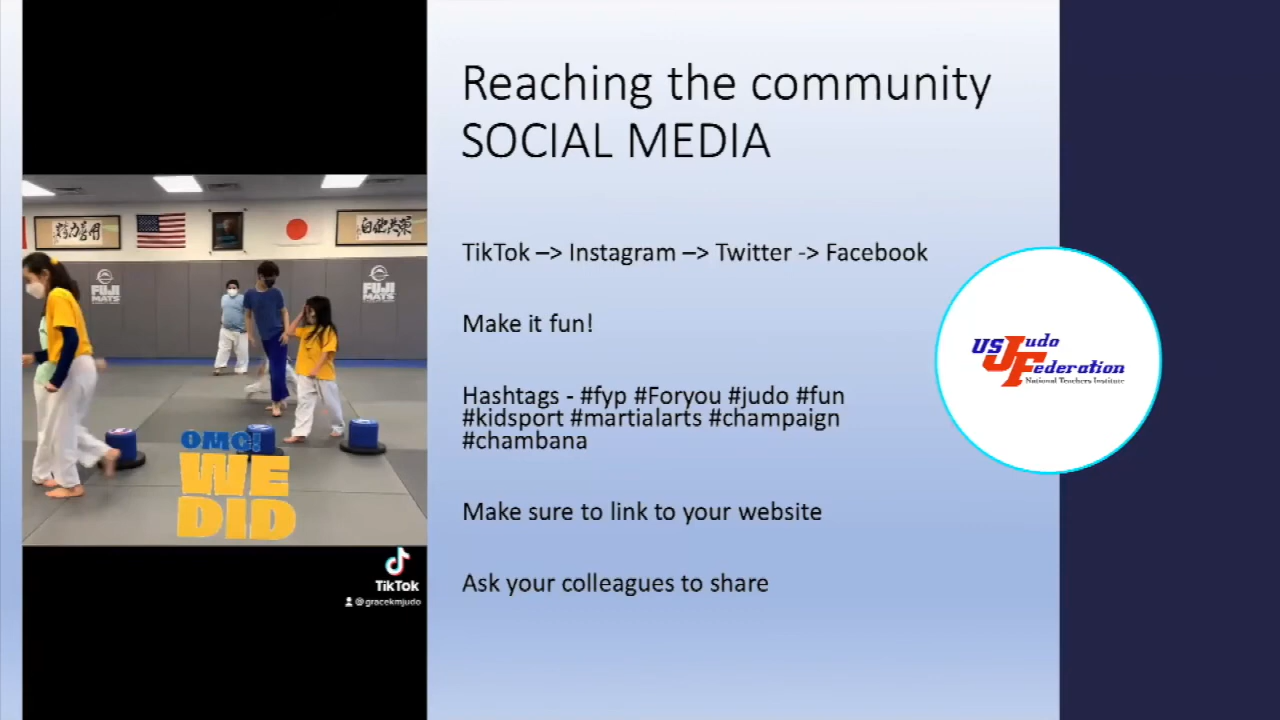 Reaching the community
SOCIAL MEDIA
TikTok –> Instagram –> Twitter -> Facebook
Make it fun!
Hashtags - #fyp #Foryou #judo #fun
#kidsport #martialarts #champaign
#chambana
Make sure to link to your website
Ask your colleagues to share
FUJI
MATS
FUJI
MATS
OMG!
WE
DID
TikTok
@gracekmjudo
US Judo
Federation
National Teachers Institute